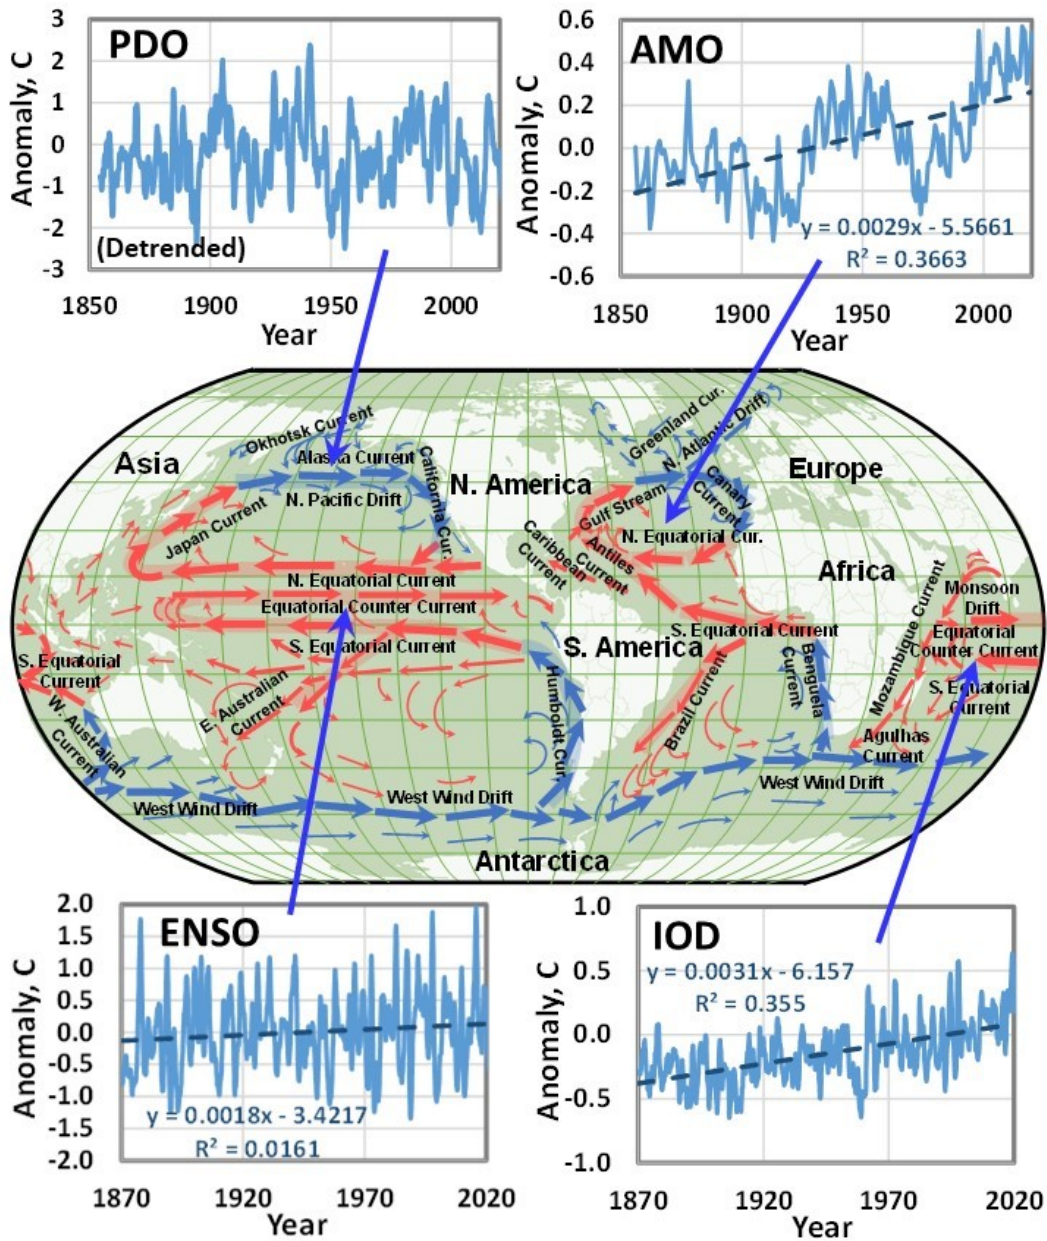 PDO
Anomaly, C
3
2
1
0
-1
-2
-3
(Detrended)
1850 1900 1950 2000
Year
AMO
Anomaly, C
0.6
0.4
0.2
0.0
-0.2
-0.4
-0.6
y = 0.0029x - 5.5661
R² = 0.3663
1850 1900 1950 2000
Year
Asia
Okhotsk Current
Alaska Current
N. Pacific Drift
California Cur.
Japan Current
N. America
Greenland Cur.
N. Atlantic Drift
Gulf Stream
Canary
Current
Europe
N. Equatorial Cur.
Antiles
Current
Caribbean
Current
Africa
N. Equatorial Current
Equatorial Counter Current
S. Equatorial Current
S. America
S. Equatorial Current
Monsoon
Drift
Equatorial
Counter Current
S. Equatorial
Current
Mozambique Current
Agulhas
Current
S. Equatorial
Current
W. Australian
Current
E. Australian
Current
Humboldt Cur.
Brazil Current
Benguela
Current
West Wind Drift
West Wind Drift
West Wind Drift
Antarctica
ENSO
Anomaly, C
2.0
1.5
1.0
0.5
0.0
-0.5
-1.0
-1.5
-2.0
y = 0.0018x - 3.4217
R² = 0.0161
1870 1920 1970 2020
Year
IOD
Anomaly, C
1.0
0.5
0.0
-0.5
-1.0
y = 0.0031x - 6.157
R² = 0.355
1870 1920 1970 2020
Year